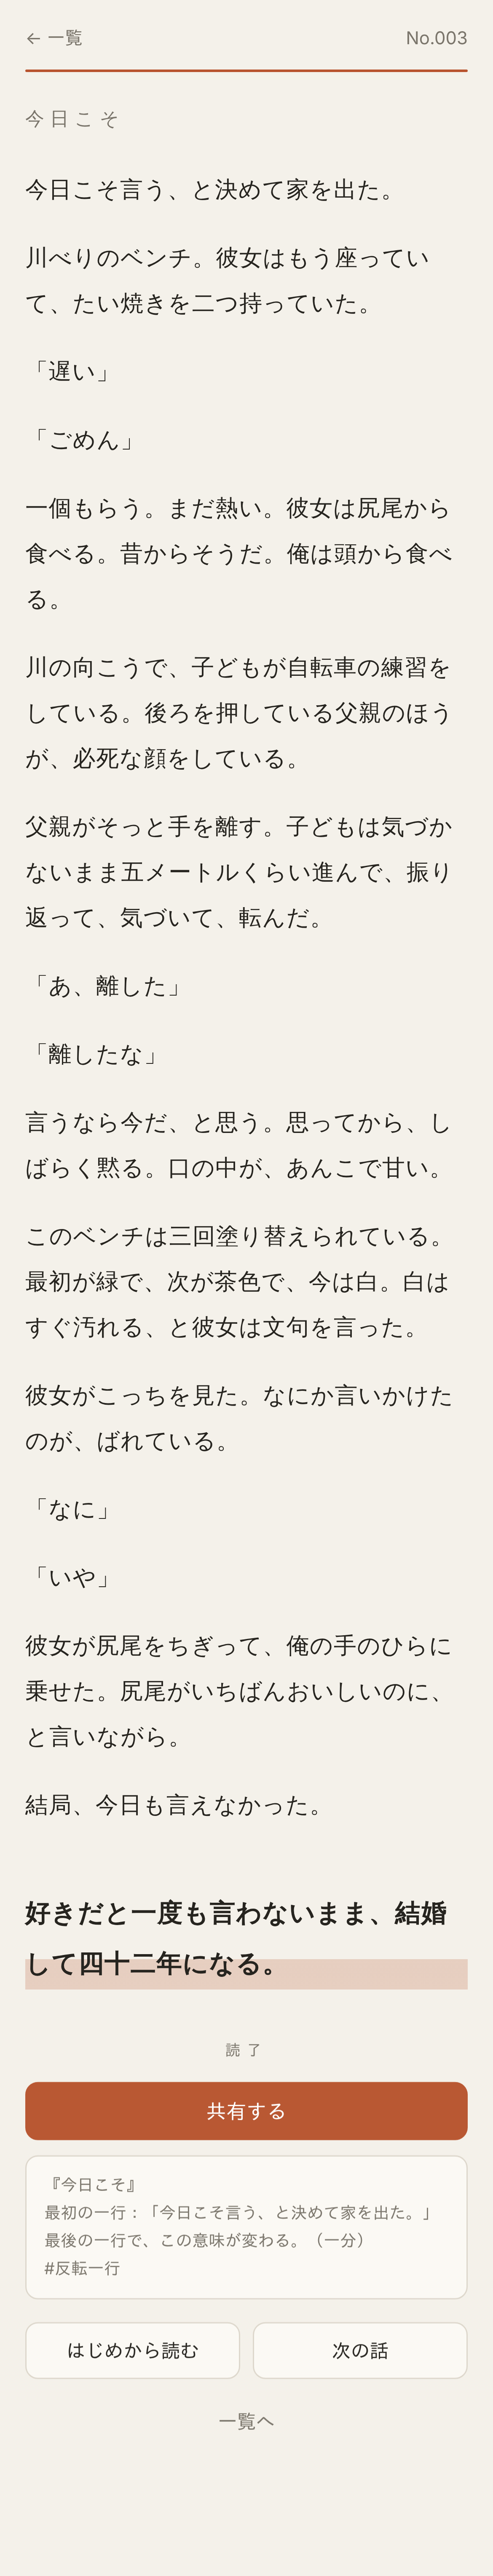 ← 一覧
No.003
今日こそ
今日こそ言う、と決めて家を出た。
川べりのベンチ。彼女はもう座ってい
て、たい焼きを二つ持っていた。
「遅い」
「ごめん」
一個もらう。まだ熱い。彼女は尻尾から
食べる。昔からそうだ。俺は頭から食べ
る。
川の向こうで、子どもが自転車の練習を
している。後ろを押している父親のほう
が、必死な顔をしている。
父親がそっと手を離す。子どもは気づか
ないまま五メートルくらい進んで、振り
返って、気づいて、転んだ。
「あ、離した」
「離したな」
言うなら今だ、と思う。思ってから、し
ばらく黙る。口の中が、あんこで甘い。
このベンチは三回塗り替えられている。
最初が緑で、次が茶色で、今は白。白は
すぐ汚れる、と彼女は文句を言った。
彼女がこっちを見た。なにか言いかけた
のが、ばれている。
「なに」
「いや」
彼女が尻尾をちぎって、俺の手のひらに
乗せた。尻尾がいちばんおいしいのに、
と言いながら。
結局、今日も言えなかった。
好きだと一度も言わないまま、結婚
して四十二年になる。
読了
共有する
『今日こそ』
最初の一行：「今日こそ言う、と決めて家を出た。」
最後の一行で、この意味が変わる。（一分）
#反転一行
はじめから読む
次の話
一覧へ